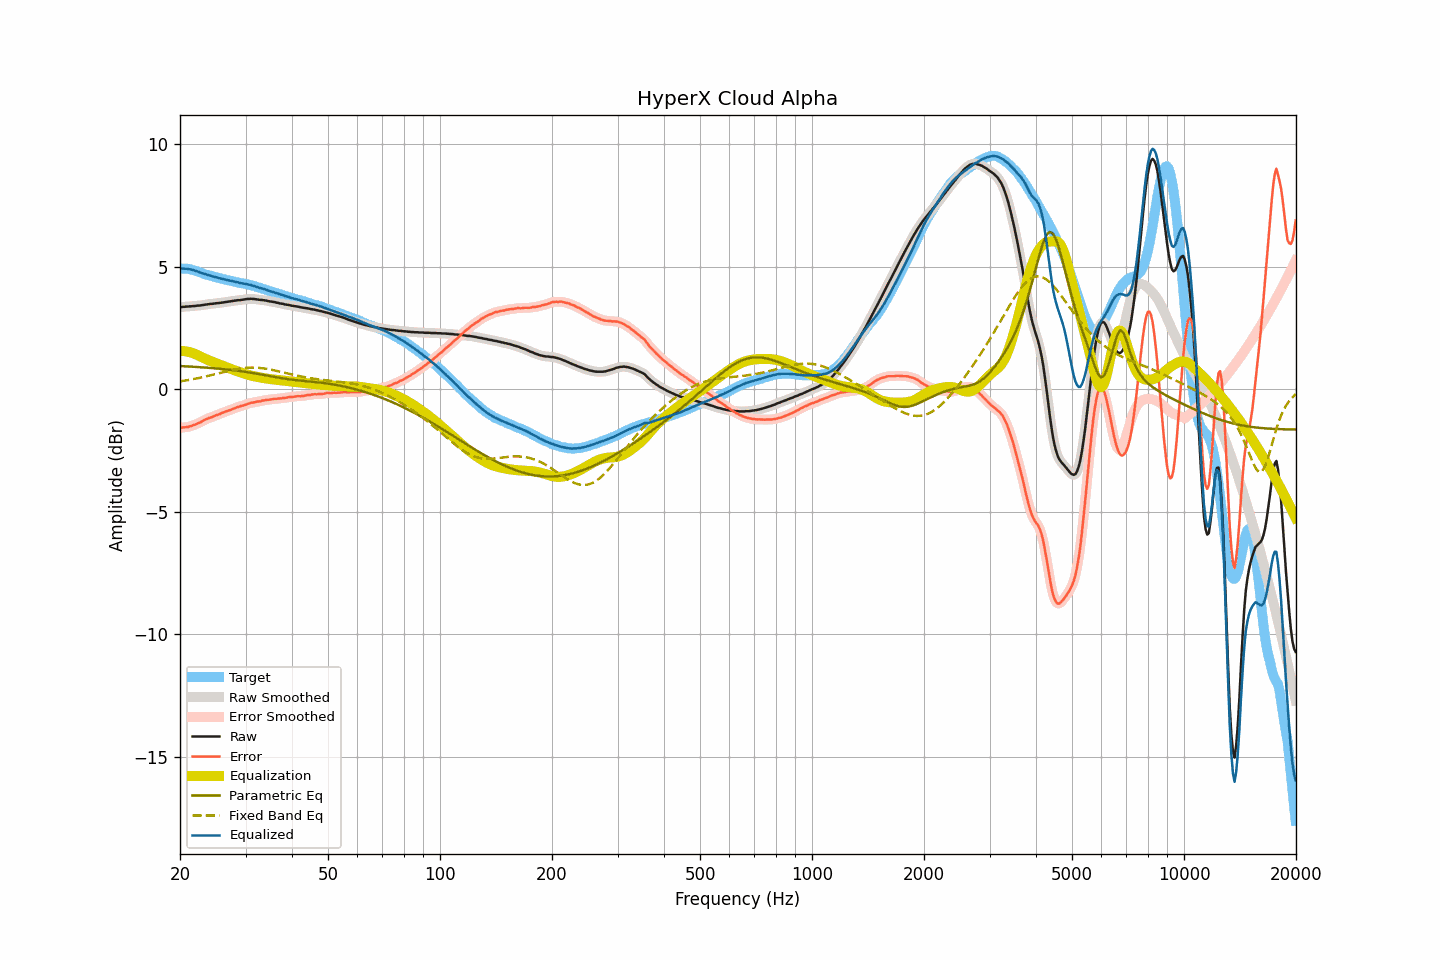 HyperX Cloud Alpha
10
5
0
−5
−10
−15
Amplitude (dBr)
Target
Raw Smoothed
Error Smoothed
Raw
Error
Equalization
Parametric Eq
Fixed Band Eq
Equalized
20 50 100 200 500 1000 2000 5000 10000 20000
Frequency (Hz)